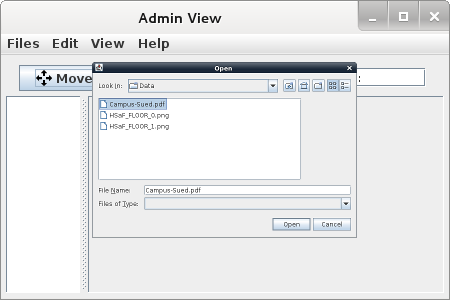 Admin View
Files Edit View Help
Move
Open
Look In: Data
Campus-Sued.pdf
HSaF_FLOOR_0.png
HSaF_FLOOR_1.png
File Name: Campus-Sued.pdf
Files of Type:
Open Cancel